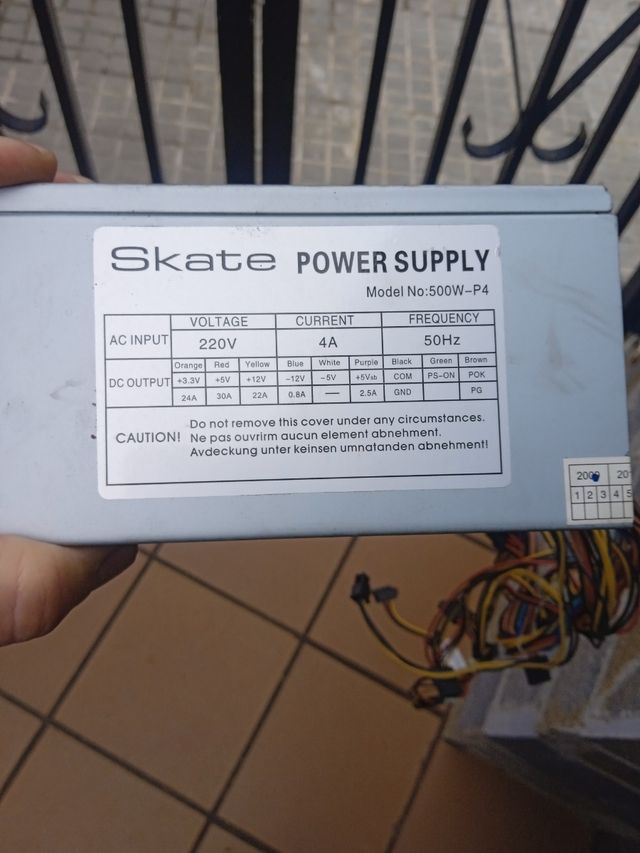 Skate POWER SUPPLY
Model No:500W-P4
AC INPUT VOLTAGE CURRENT FREQUENCY
220V 4A 50Hz
DC OUTPUT Orange Red Yellow Blue White Purple Black Green Brown
+3.3V +5V +12V -12V -5V +5Vsb COM PS-ON POK
24A 30A 22A 0.8A — 2.5A GND PG
CAUTION! Do not remove this cover under any circumstances.
Ne pas ouvrirm aucun element abnehment.
Avdeckung unter keinsen umnatanden abnehment!
1 2 3 4